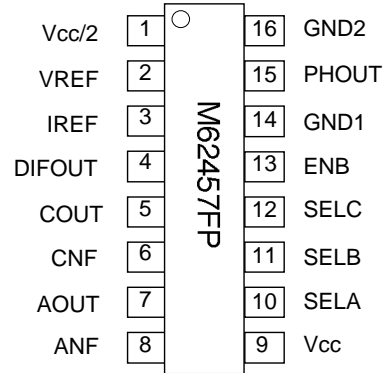 Vcc/2 1 16 GND2
VREF 2 15 PHOUT
IREF 3 14 GND1
DIFOUT 4 13 ENB
COUT 5 12 SELC
CNF 6 11 SELB
AOUT 7 10 SELA
ANF 8 9 Vcc
M62457FP